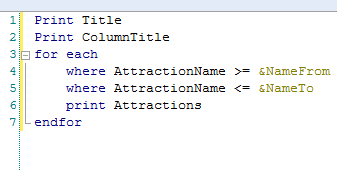 1 Print Title
2 Print ColumnTitle
3 for each
4 where AttractionName >= &NameFrom
5 where AttractionName <= &NameTo
6 print Attractions
7 endfor